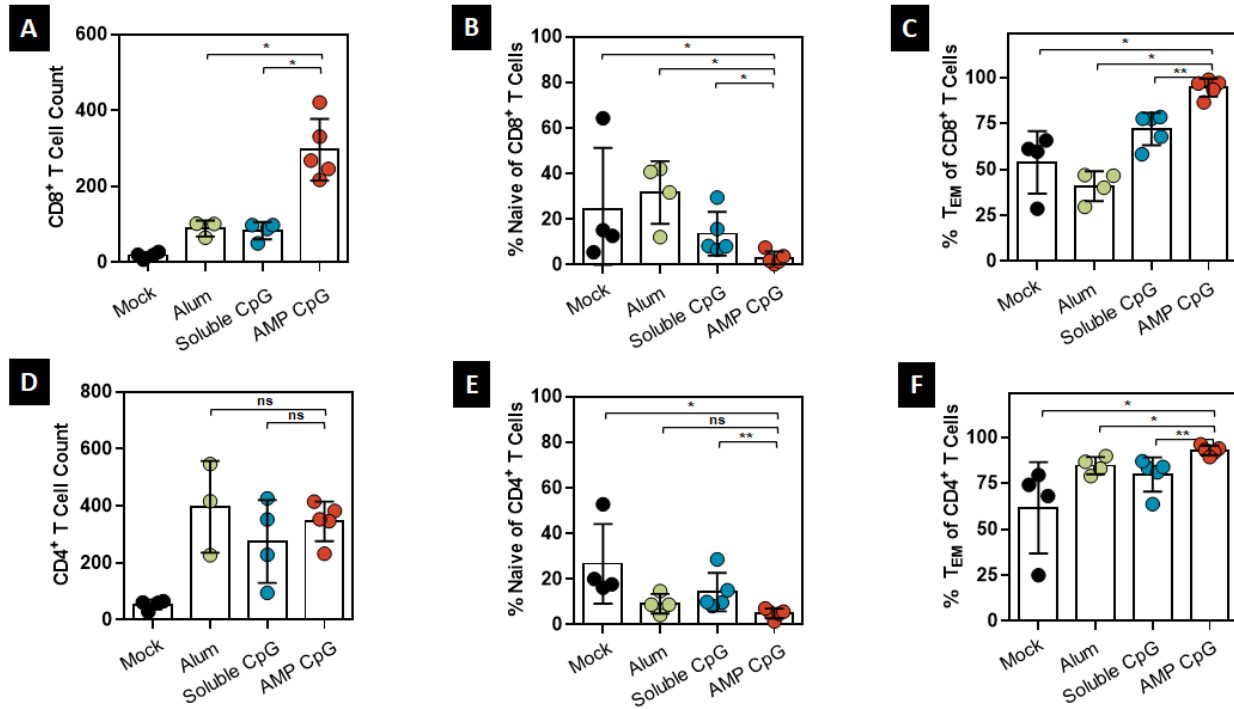 A
CD8⁺ T Cell Count
600
400
200
0
*
*
Mock
Alum
Soluble CpG
AMP CpG
B
% Naive of CD8⁺ T Cells
100
80
60
40
20
0
*
*
*
Mock
Alum
Soluble CpG
AMP CpG
C
% TEM of CD8⁺ T Cells
100
75
50
25
0
*
*
**
Mock
Alum
Soluble CpG
AMP CpG
D
CD4⁺ T Cell Count
800
600
400
200
0
ns
ns
Mock
Alum
Soluble CpG
AMP CpG
E
% Naive of CD4⁺ T Cells
100
80
60
40
20
0
*
ns
**
Mock
Alum
Soluble CpG
AMP CpG
F
% TEM of CD4⁺ T Cells
100
75
50
25
0
*
*
**
Mock
Alum
Soluble CpG
AMP CpG